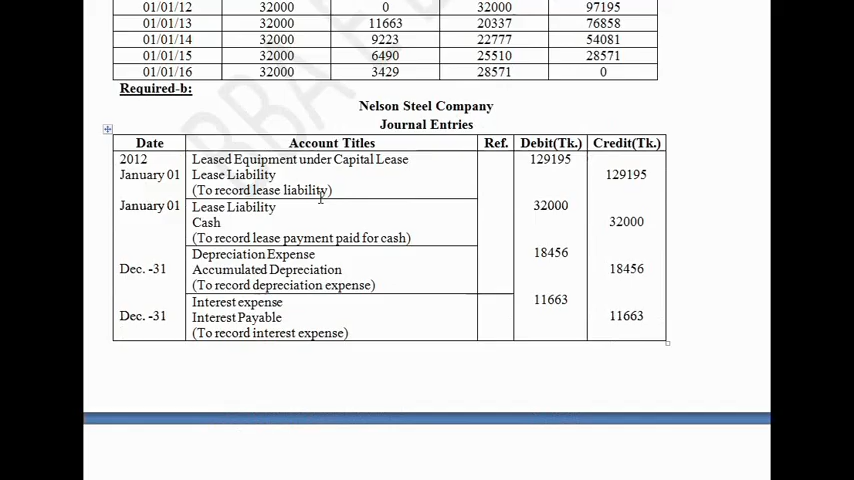 01/01/12 32000 0 32000 97195
01/01/13 32000 11663 20337 76858
01/01/14 32000 9223 22777 54081
01/01/15 32000 6490 25510 28571
01/01/16 32000 3429 28571 0
Required-b:
Nelson Steel Company
Journal Entries
Date Account Titles Ref. Debit(Tk.) Credit(Tk.)
2012 Leased Equipment under Capital Lease 129195
January 01 Lease Liability 129195
(To record lease liability)
January 01 Lease Liability 32000
Cash 32000
(To record lease payment paid for cash)
Depreciation Expense 18456
Dec. -31 Accumulated Depreciation 18456
(To record depreciation expense)
Interest expense 11663
Dec. -31 Interest Payable 11663
(To record interest expense)